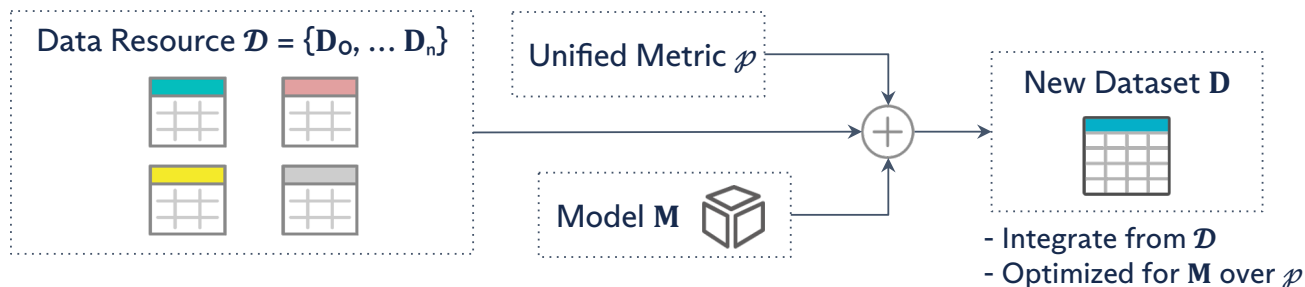 Data Resource 𝓓 = {D₀, ... Dₙ}
Unified Metric 𝓅
New Dataset D
Model M
- Integrate from 𝓓
- Optimized for M over 𝓅